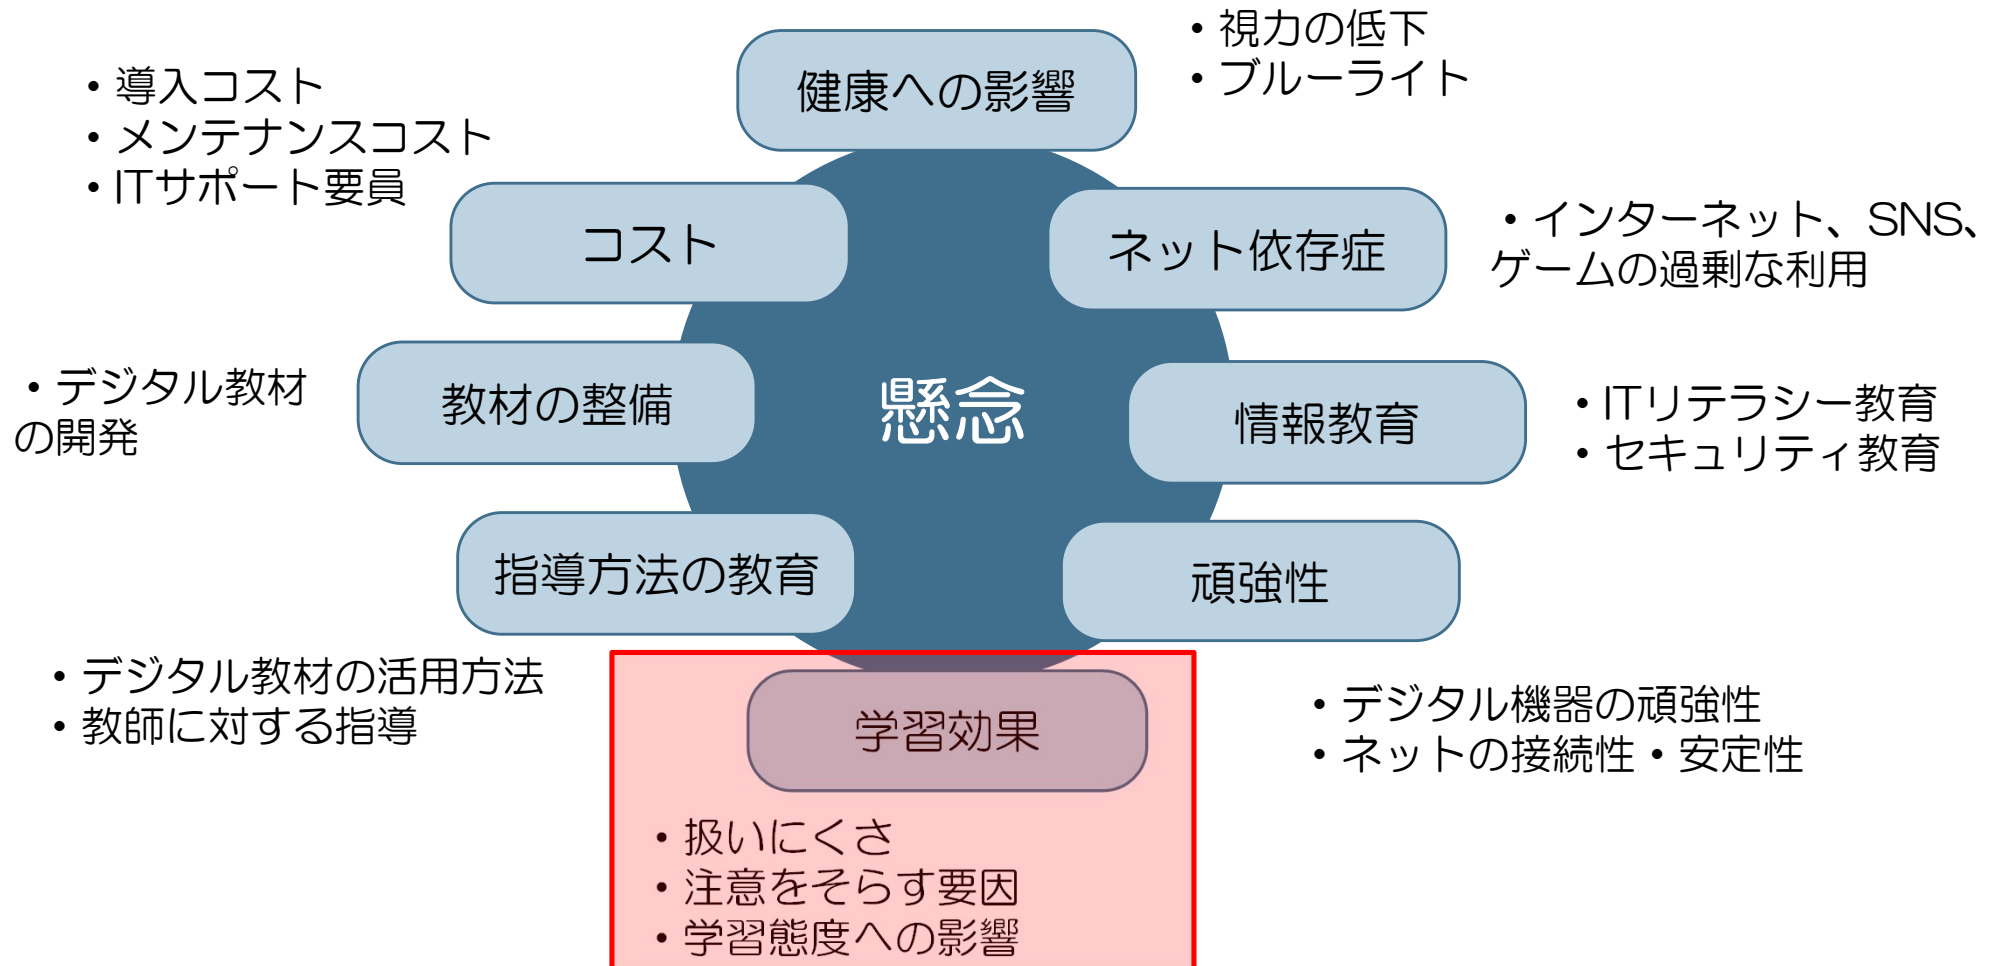 健康への影響
・視力の低下
・ブルーライト
・導入コスト
・メンテナンスコスト
・ITサポート要員
コスト
ネット依存症
・インターネット、SNS、
ゲームの過剰な利用
・デジタル教材
の開発
教材の整備
懸念
情報教育
・ITリテラシー教育
・セキュリティ教育
指導方法の教育
頑強性
・デジタル教材の活用方法
・教師に対する指導
学習効果
・デジタル機器の頑強性
・ネットの接続性・安定性
・扱いにくさ
・注意をそらす要因
・学習態度への影響